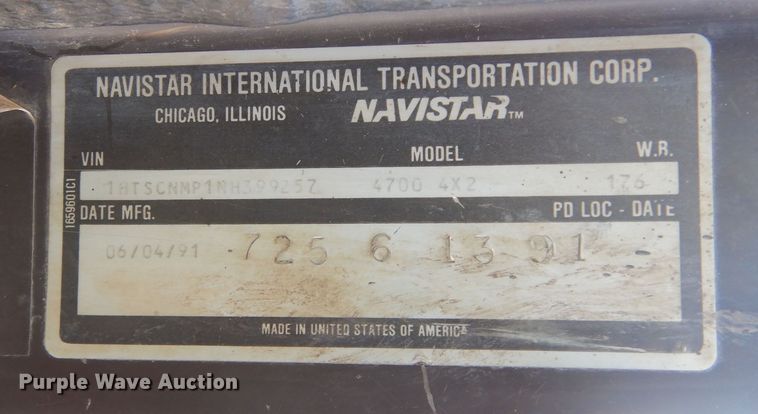 NAVISTAR INTERNATIONAL TRANSPORTATION CORP.
CHICAGO, ILLINOIS NAVISTAR™
VIN MODEL W.B.
1HTSCNMP1NH399257 4700 4X2 176
DATE MFG. PD LOC - DATE
06/04/91 725 6 13 91
MADE IN UNITED STATES OF AMERICA
1659601C1
Purple Wave Auction